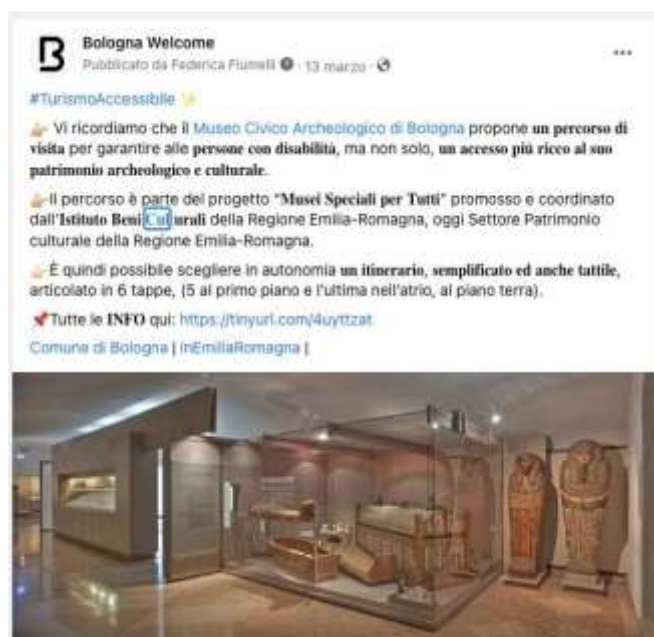 Bologna Welcome
Pubblicato da Federica Fiumelli · 13 marzo ·
#TurismoAccessibile ✨
👉🏻 Vi ricordiamo che il Museo Civico Archeologico di Bologna propone un percorso di
visita per garantire alle persone con disabilità, ma non solo, un accesso più ricco al suo
patrimonio archeologico e culturale.
👉🏻Il percorso è parte del progetto "Musei Speciali per Tutti" promosso e coordinato
dall'Istituto Beni Culturali della Regione Emilia-Romagna, oggi Settore Patrimonio
culturale della Regione Emilia-Romagna.
👉🏻È quindi possibile scegliere in autonomia un itinerario, semplificato ed anche tattile,
articolato in 6 tappe, (5 al primo piano e l'ultima nell'atrio, al piano terra).
📌Tutte le INFO qui: https://tinyurl.com/4uyttzat
Comune di Bologna | inEmiliaRomagna |